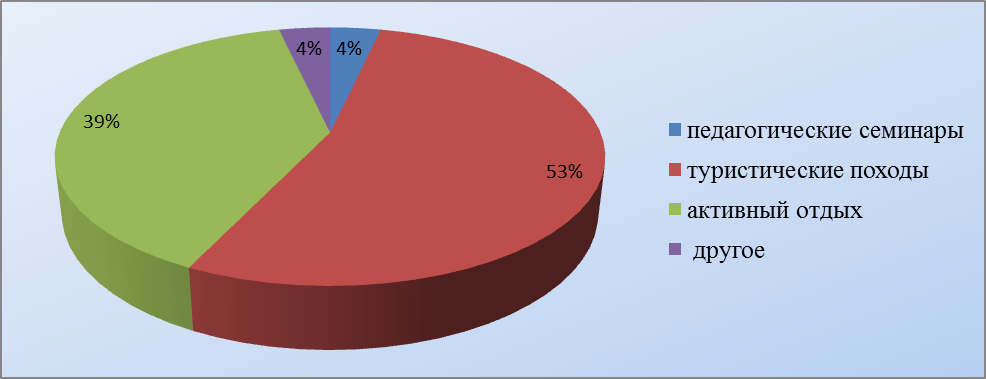 4%
4%
39%
53%
педагогические семинары
туристические походы
активный отдых
другое